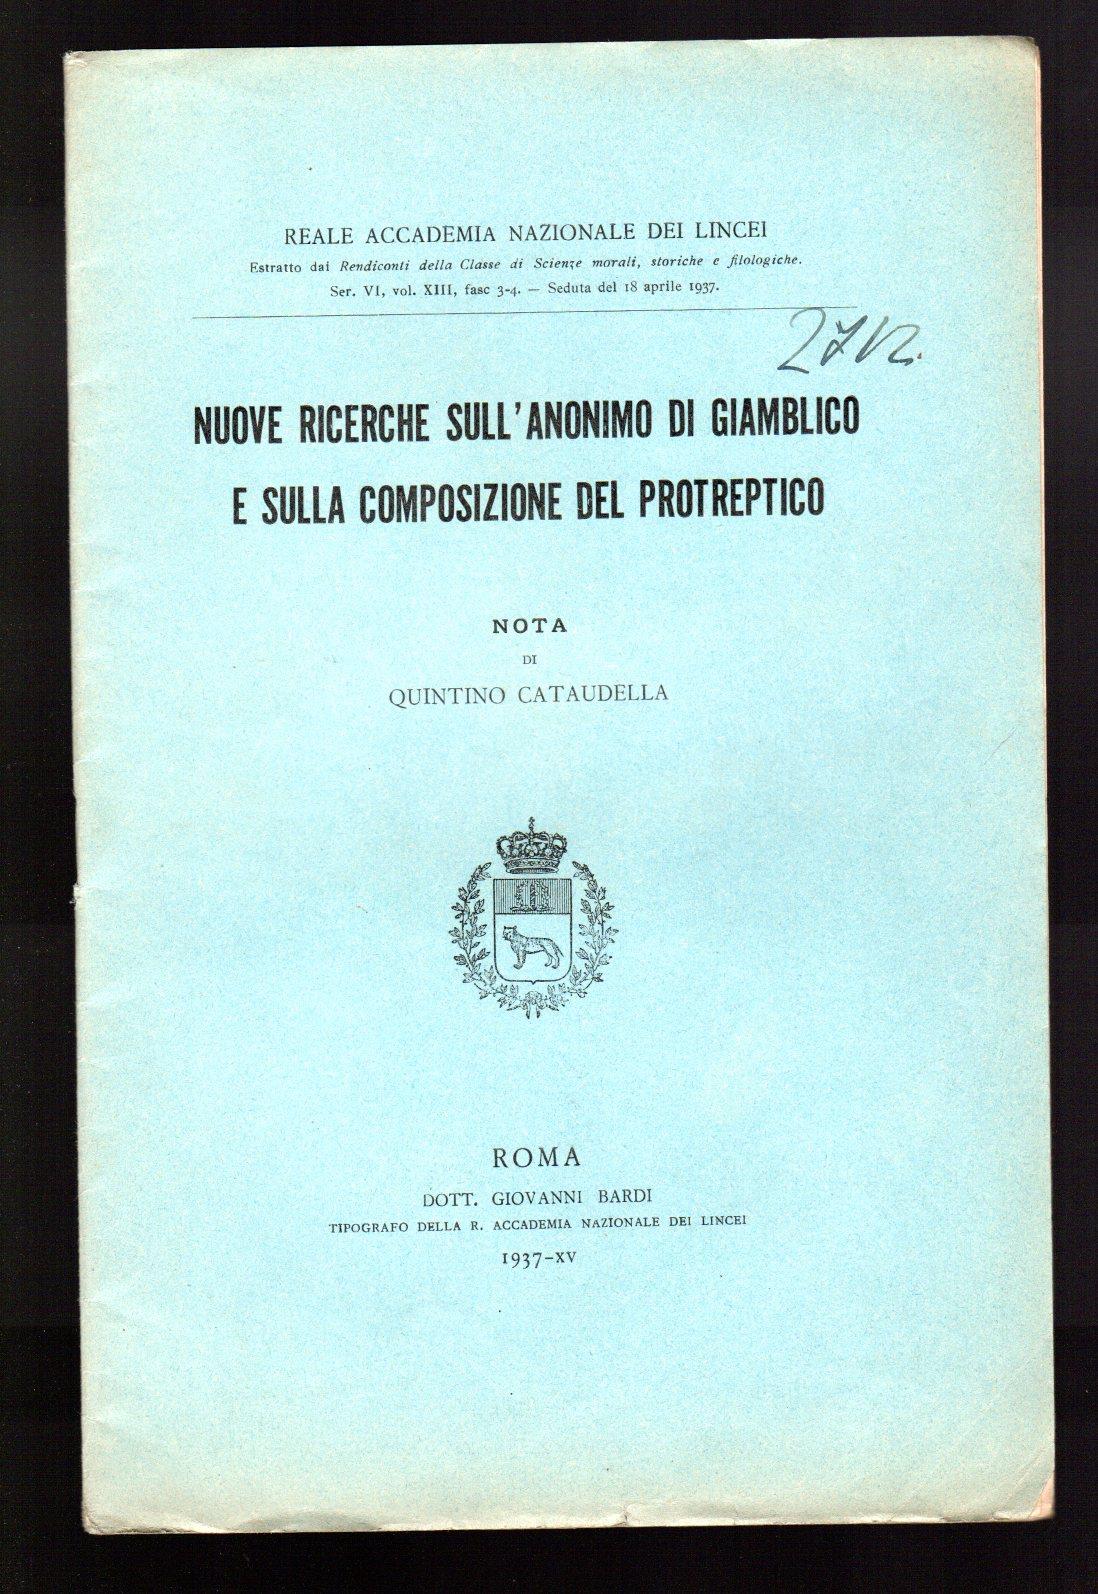 REALE ACCADEMIA NAZIONALE DEI LINCEI
Estratto dai Rendiconti della Classe di Scienze morali, storiche e filologiche.
Ser. VI, vol. XIII, fasc 3-4. — Seduta del 18 aprile 1937.
NUOVE RICERCHE SULL'ANONIMO DI GIAMBLICO
E SULLA COMPOSIZIONE DEL PROTREPTICO
NOTA
DI
QUINTINO CATAUDELLA
ROMA
DOTT. GIOVANNI BARDI
TIPOGRAFO DELLA R. ACCADEMIA NAZIONALE DEI LINCEI
1937-XV